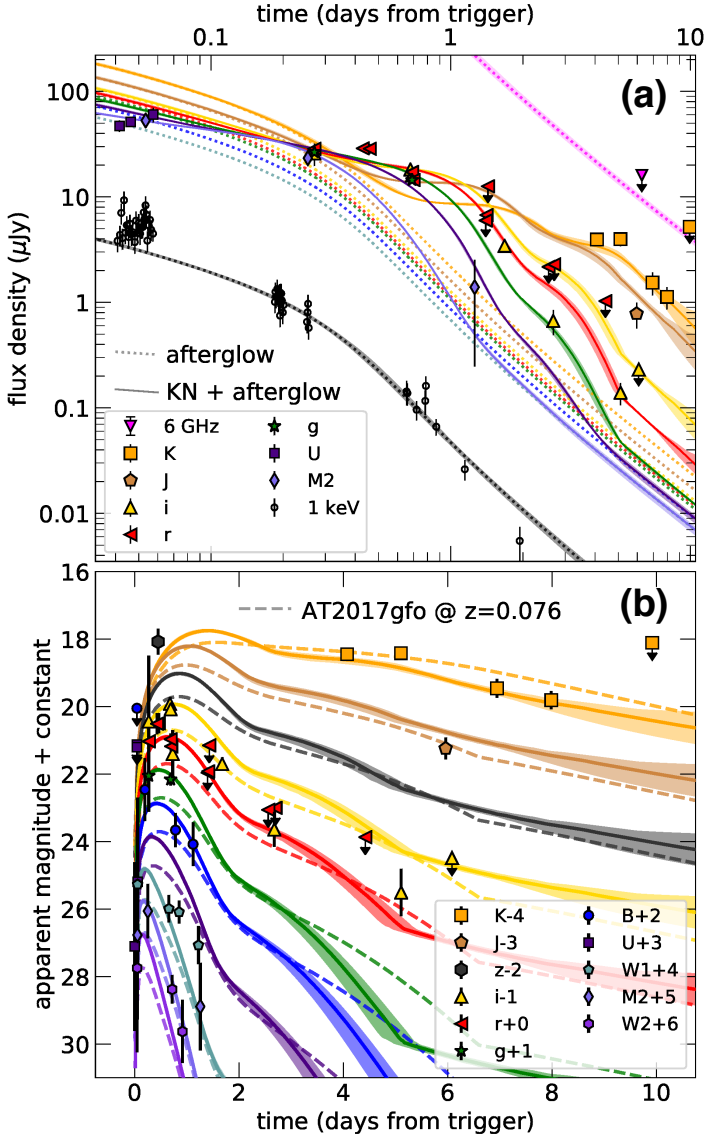 time (days from trigger)
0.1 1 10
(a)
100
10
1
0.1
0.01
flux density (μJy)
afterglow
KN + afterglow
6 GHz g
K U
J M2
i 1 keV
r
16
18
20
22
24
26
28
30
apparent magnitude + constant
AT2017gfo @ z=0.076
(b)
K-4 B+2
J-3 U+3
z-2 W1+4
i-1 M2+5
r+0 W2+6
g+1
0 2 4 6 8 10
time (days from trigger)